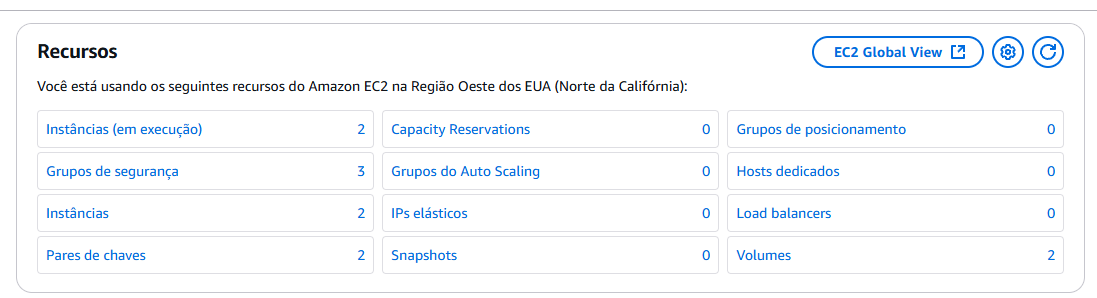 Recursos
EC2 Global View
Você está usando os seguintes recursos do Amazon EC2 na Região Oeste dos EUA (Norte da Califórnia):
Instâncias (em execução) 2 Capacity Reservations 0 Grupos de posicionamento 0
Grupos de segurança 3 Grupos do Auto Scaling 0 Hosts dedicados 0
Instâncias 2 IPs elásticos 0 Load balancers 0
Pares de chaves 2 Snapshots 0 Volumes 2